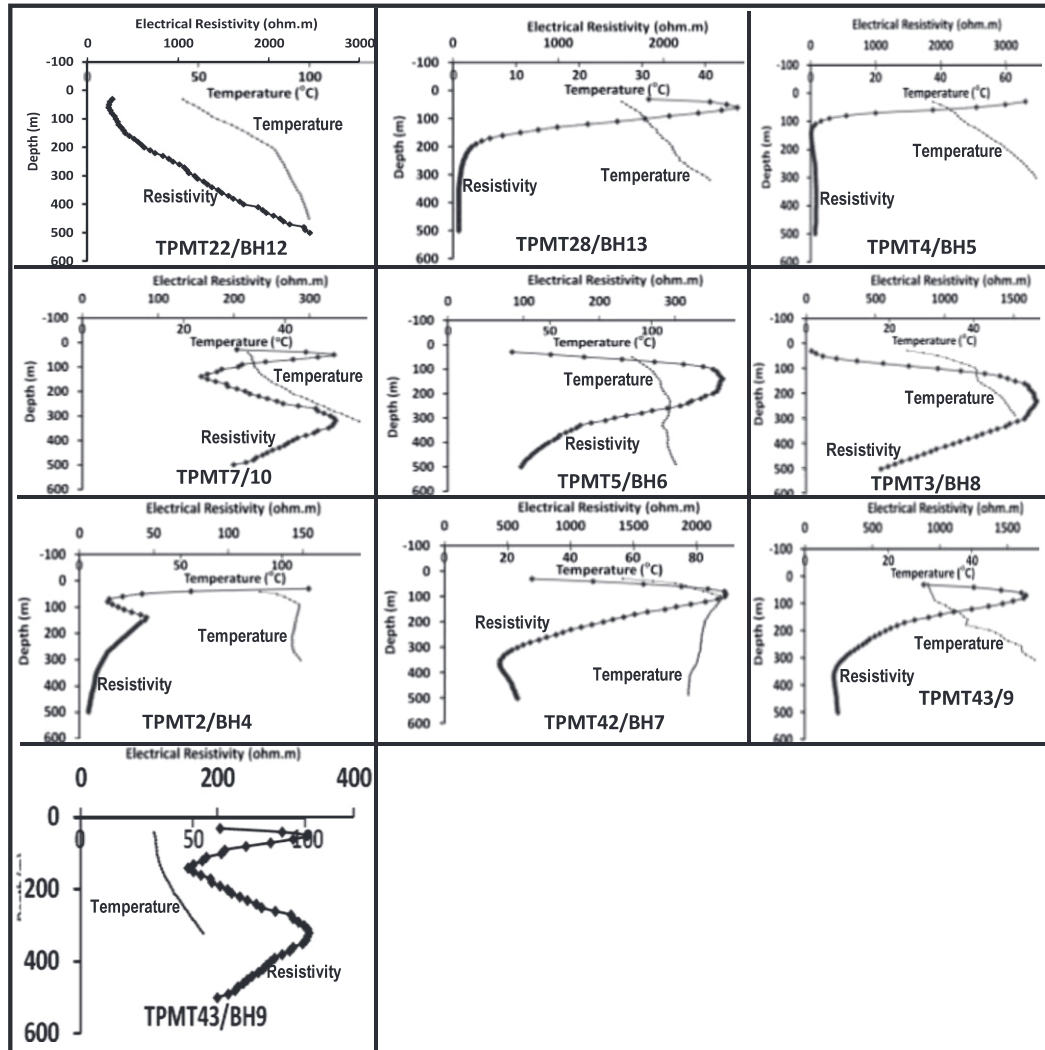 Electrical Resistivity (ohm.m)
0 1000 2000 3000
-100
0 50 100
Temperature (°C)
100
200
300
400
500
600
Depth (m)
Temperature
Resistivity
TPMT22/BH12
Electrical Resistivity (ohm.m)
0 1000 2000
-100
0 10 20 30 40
0 Temperature (°C)
100
200
300
400
500
600
Depth (m)
Temperature
Resistivity
TPMT28/BH13
Electrical Resistivity (ohm.m)
0 1000 2000 3000
-100
0 20 40 60
0 Temperature (°C)
100
200
300
400
500
600
Depth (m)
Temperature
Resistivity
TPMT4/BH5
Electrical Resistivity (ohm.m)
0 100 200 300
-100
20 40
0 Temperature (°C)
100
200
300
400
500
600
Depth (m)
Temperature
Resistivity
TPMT7/10
Electrical Resistivity (ohm.m)
0 100 200 300
-100
50 100
0 Temperature (°C)
100
200
300
400
500
600
Depth (m)
Temperature
Resistivity
TPMT5/BH6
Electrical Resistivity (ohm.m)
0 500 1000 1500
-100
0 20 40
0 Temperature (°C)
100
200
300
400
500
600
Depth (m)
Temperature
Resistivity
TPMT3/BH8
Electrical Resistivity (ohm.m)
0 50 100 150
-100
50 100
0 Temperature (°C)
100
200
300
400
500
600
Depth (m)
Temperature
Resistivity
TPMT2/BH4
Electrical Resistivity (ohm.m)
0 500 1000 1500 2000
-100
20 40 60 80
0 Temperature (°C)
100
200
300
400
500
600
Depth (m)
Resistivity
Temperature
TPMT42/BH7
Electrical Resistivity (ohm.m)
0 500 1000 1500
-100
20 40
0 Temperature (°C)
100
200
300
400
500
600
Depth (m)
Temperature
Resistivity
TPMT43/9
Electrical Resistivity (ohm.m)
0 200 400
0
0 50 100
200
400
600
Temperature
Resistivity
TPMT43/BH9